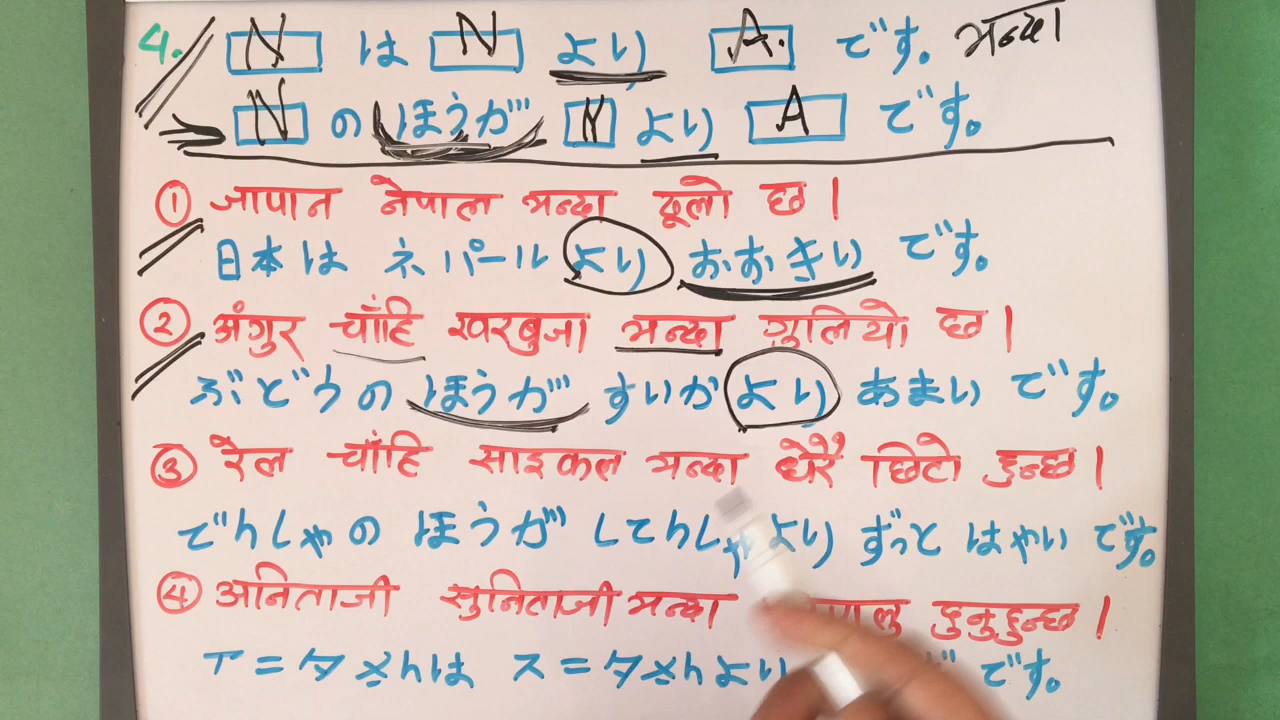 4. N は N より A. です。 भन्दा
N のほうが N より A です。
① जापान नेपाल भन्दा ठूलो छ।
日本は ネパール より おおきい です。
② अंगुर चाँहि खरबुजा भन्दा गुलियो छ।
ぶどうの ほうが すいか より あまい です。
③ रेल चाँहि साइकल भन्दा धेरै छिटो हुन्छ।
でんしゃの ほうが してんしゃより ずっと はやい です。
④ अनिताजी सुनिताजी भन्दा हुनुहुन्छ।
アニタさんは スニタさんより です。